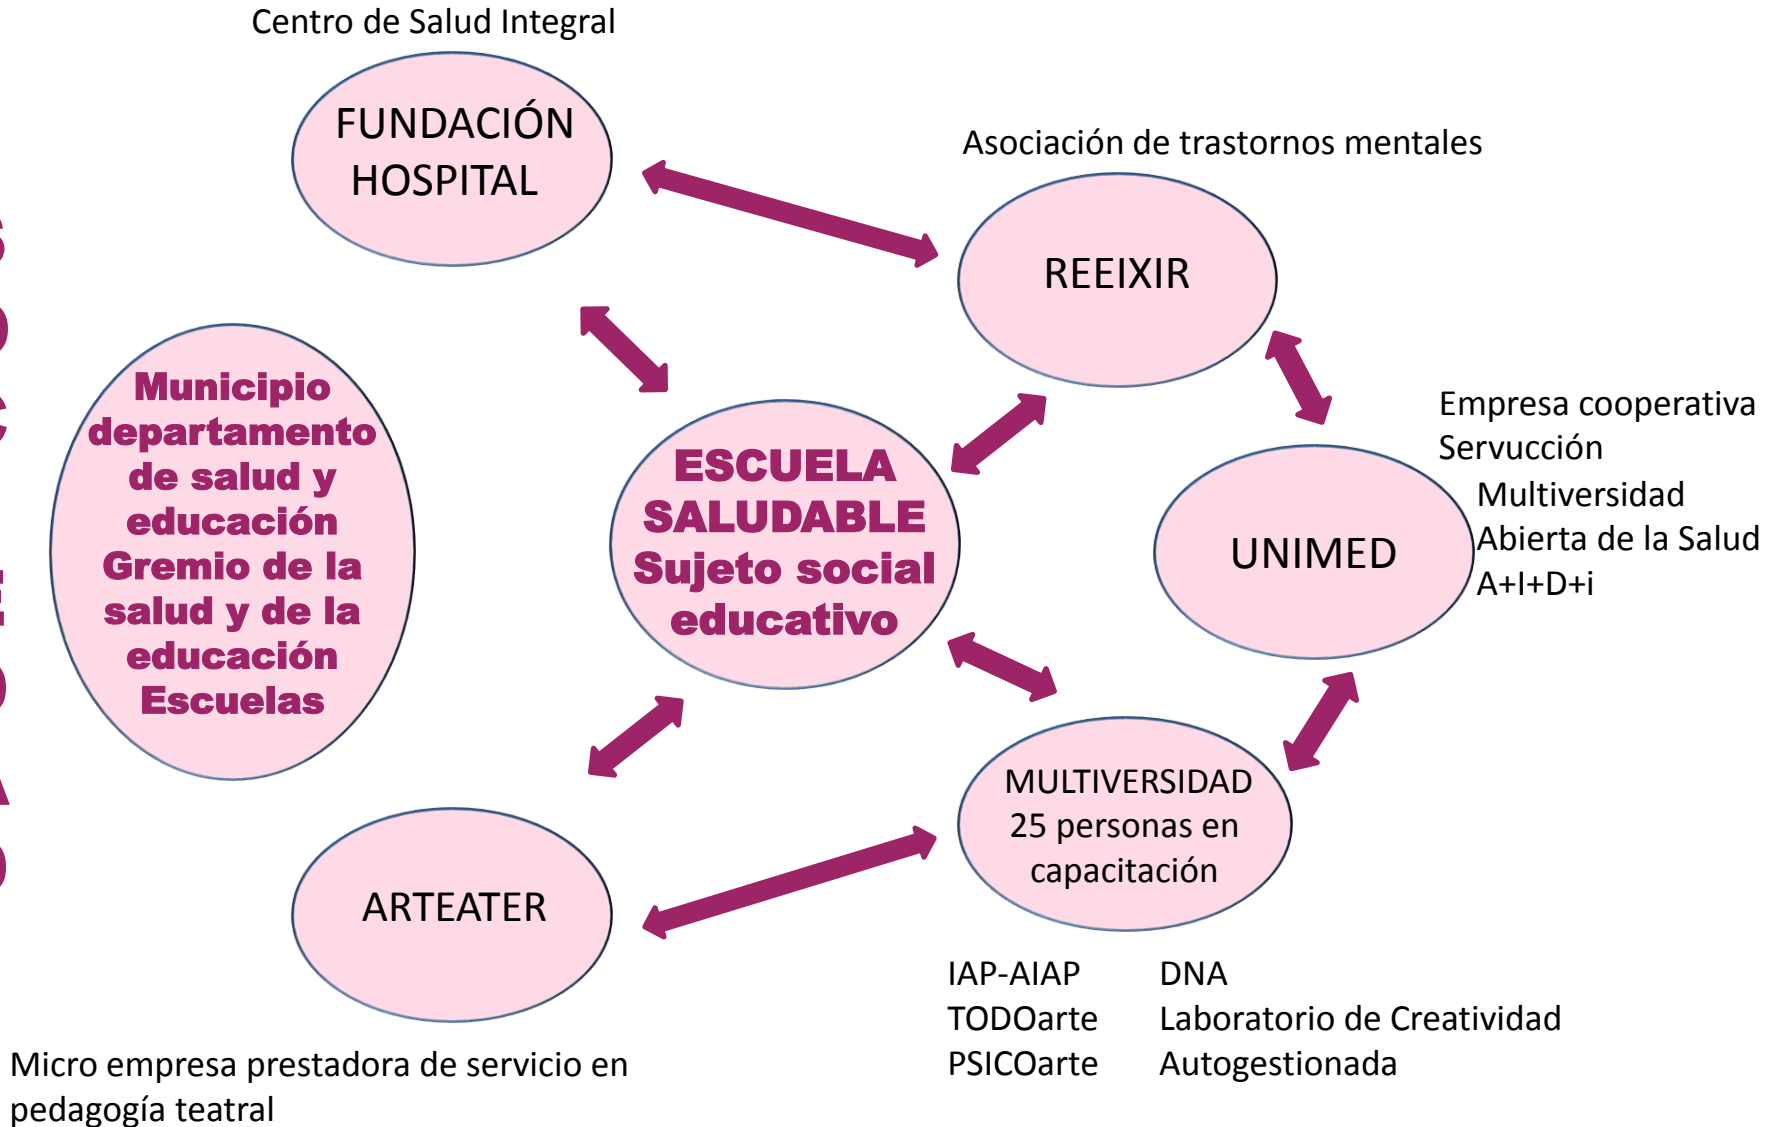 Centro de Salud Integral
FUNDACIÓN
HOSPITAL
Asociación de trastornos mentales
REEIXIR
S
O
C
E
D
A
D
Municipio
departamento
de salud y
educación
Gremio de la
salud y de la
educación
Escuelas
ESCUELA
SALUDABLE
Sujeto social
educativo
Empresa cooperativa
Servucción
Multiversidad
Abierta de la Salud
A+I+D+i
UNIMED
MULTIVERSIDAD
25 personas en
capacitación
ARTEATER
IAP-AIAP DNA
TODOarte Laboratorio de Creatividad
PSICOarte Autogestionada
Micro empresa prestadora de servicio en
pedagogía teatral